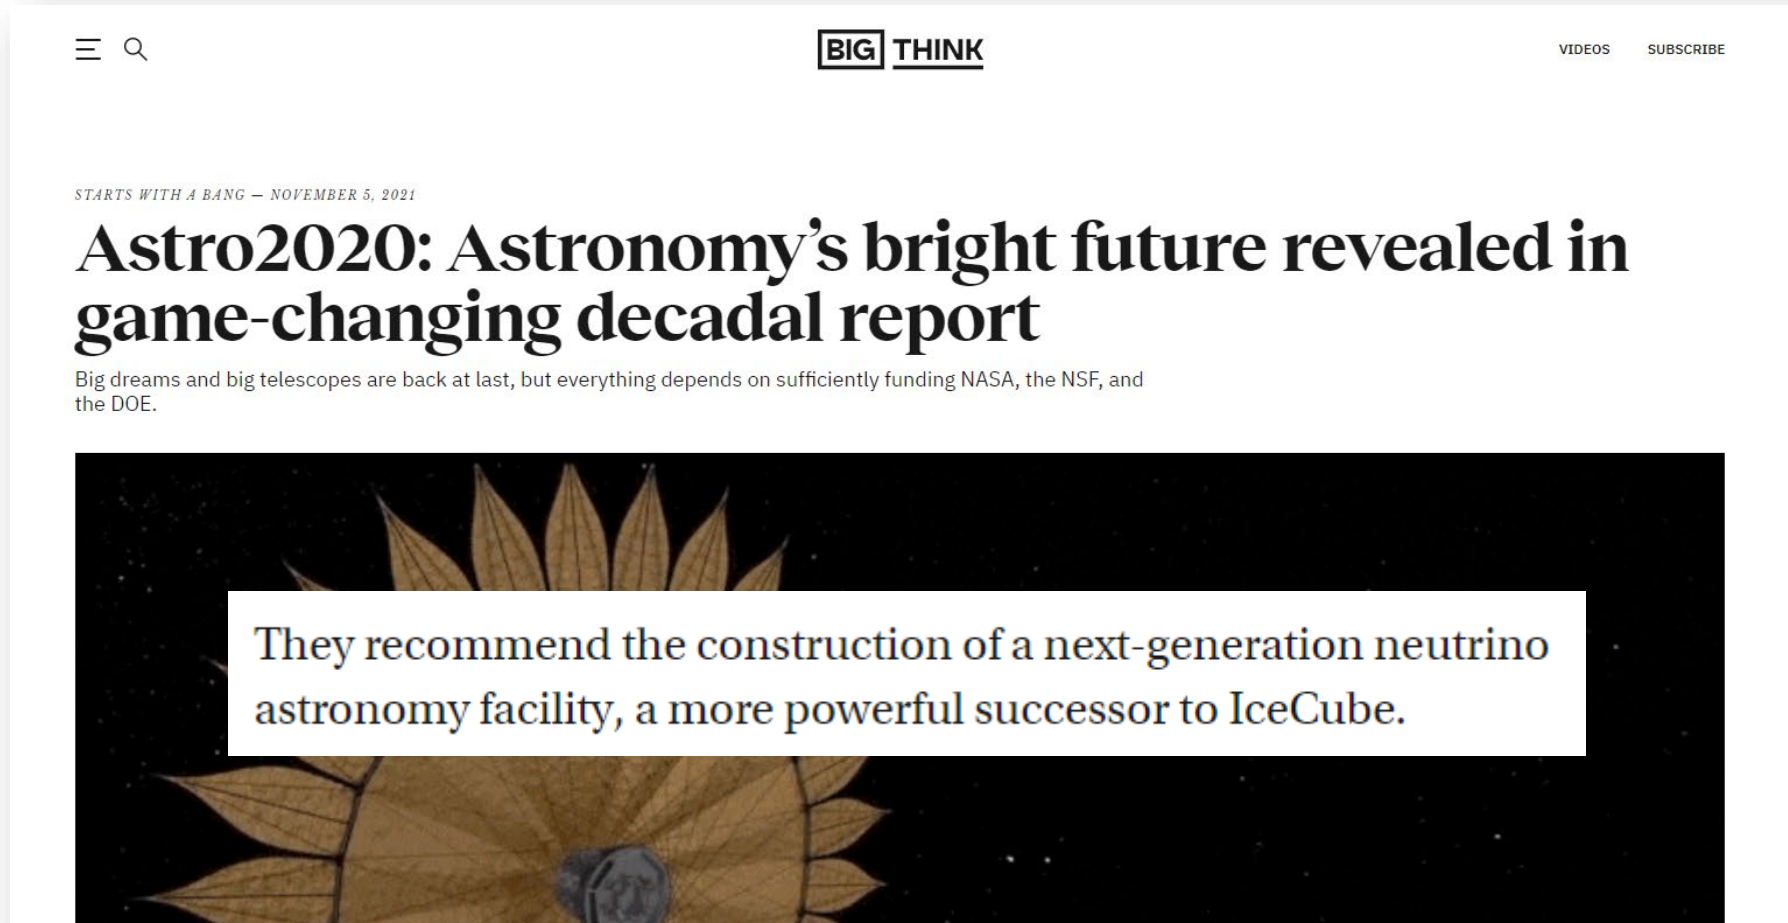 BIG THINK
VIDEOS SUBSCRIBE
STARTS WITH A BANG — NOVEMBER 5, 2021
Astro2020: Astronomy’s bright future revealed in
game-changing decadal report
Big dreams and big telescopes are back at last, but everything depends on sufficiently funding NASA, the NSF, and
the DOE.
They recommend the construction of a next-generation neutrino
astronomy facility, a more powerful successor to IceCube.